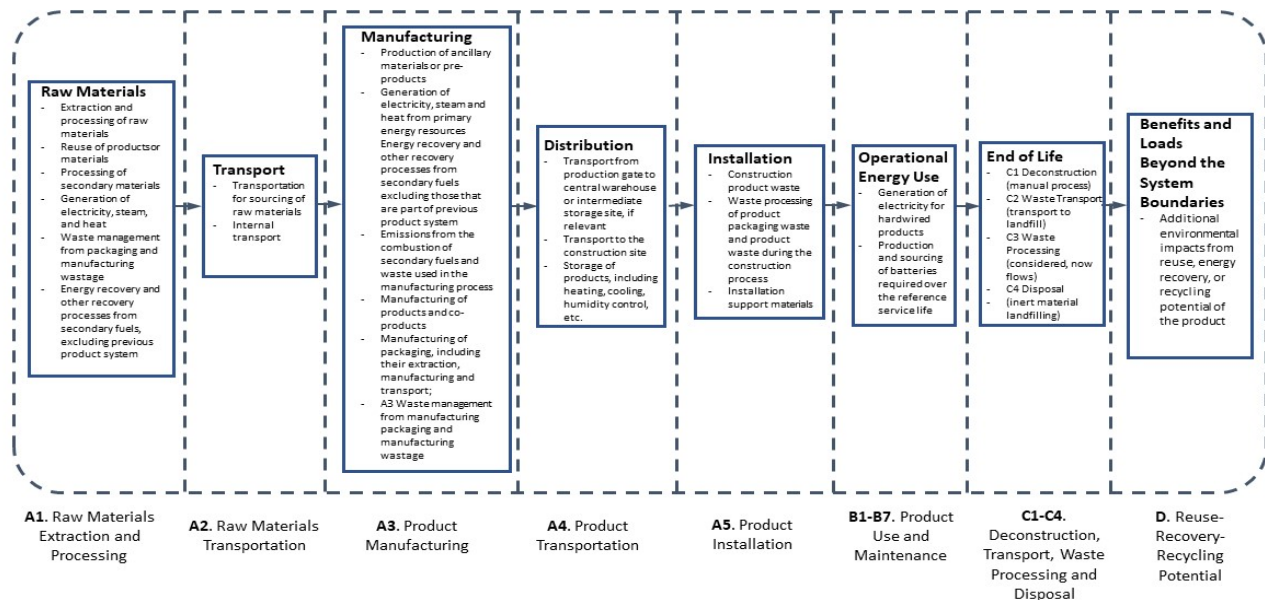 Raw Materials
- Extraction and
processing of raw
materials
- Reuse of productsor
materials
- Processing of
secondary materials
- Generation of
electricity, steam,
and heat
- Waste management
from packaging and
manufacturing
wastage
- Energy recovery and
other recovery
processes from
secondary fuels,
excluding previous
product system
Transport
- Transportation
for sourcing of
raw materials
- Internal
transport
Manufacturing
- Production of ancillary
materials or pre-
products
- Generation of
electricity, steam and
heat from primary
energy resources
Energy recovery and
other recovery
processes from
secondary fuels
excluding those that
are part of previous
product system
- Emissions from the
combustion of
secondary fuels and
waste used in the
manufacturing process
- Manufacturing of
products and co-
products
- Manufacturing of
packaging, including
their extraction,
manufacturing and
transport;
- A3 Waste management
from manufacturing
packaging and
manufacturing
wastage
Distribution
- Transport from
production gate to
central warehouse
or intermediate
storage site, if
relevant
- Transport to the
construction site
- Storage of
products, including
heating, cooling,
humidity control,
etc.
Installation
- Construction
product waste
- Waste processing of
product
packaging waste
and product
waste during the
construction
process
- Installation
support materials
Operational
Energy Use
- Generation of
electricity for
hardwired
products
- Production
and sourcing
of batteries
required over
the reference
service life
End of Life
- C1 Deconstruction
(manual process)
- C2 Waste Transport
(transport to
landfill)
- C3 Waste
Processing
(considered, now
flows)
- C4 Disposal
- (inert material
landfilling)
Benefits and
Loads
Beyond the
System
Boundaries
- Additional
environmental
impacts from
reuse, energy
recovery, or
recycling
potential of
the product
A1. Raw Materials
Extraction and
Processing
A2. Raw Materials
Transportation
A3. Product
Manufacturing
A4. Product
Transportation
A5. Product
Installation
B1-B7. Product
Use and
Maintenance
C1-C4.
Deconstruction,
Transport, Waste
Processing and
Disposal
D. Reuse-
Recovery-
Recycling
Potential